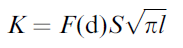 K = F(d)S√πl